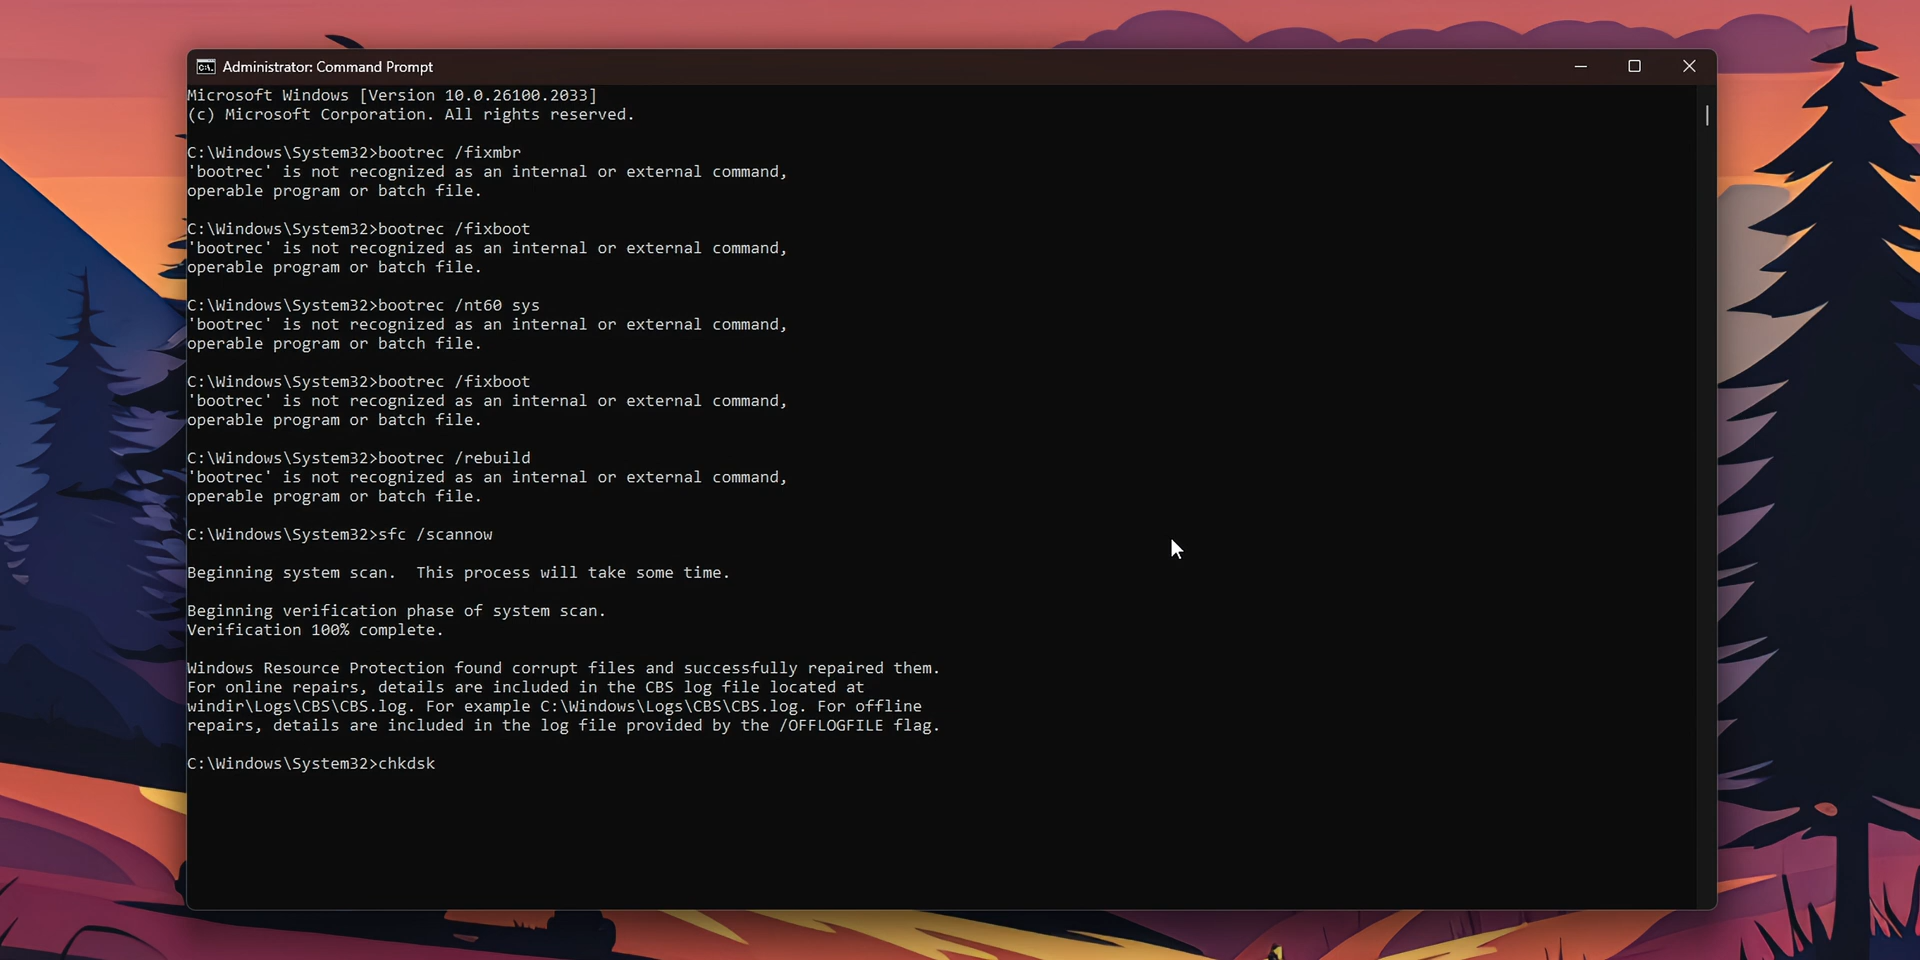 Administrator: Command Prompt
Microsoft Windows [Version 10.0.26100.2033]
(c) Microsoft Corporation. All rights reserved.
C:\Windows\System32>bootrec /fixmbr
'bootrec' is not recognized as an internal or external command,
operable program or batch file.
C:\Windows\System32>bootrec /fixboot
'bootrec' is not recognized as an internal or external command,
operable program or batch file.
C:\Windows\System32>bootrec /nt60 sys
'bootrec' is not recognized as an internal or external command,
operable program or batch file.
C:\Windows\System32>bootrec /fixboot
'bootrec' is not recognized as an internal or external command,
operable program or batch file.
C:\Windows\System32>bootrec /rebuild
'bootrec' is not recognized as an internal or external command,
operable program or batch file.
C:\Windows\System32>sfc /scannow
Beginning system scan.  This process will take some time.
Beginning verification phase of system scan.
Verification 100% complete.
Windows Resource Protection found corrupt files and successfully repaired them.
For online repairs, details are included in the CBS log file located at
windir\Logs\CBS\CBS.log. For example C:\Windows\Logs\CBS\CBS.log. For offline
repairs, details are included in the log file provided by the /OFFLOGFILE flag.
C:\Windows\System32>chkdsk